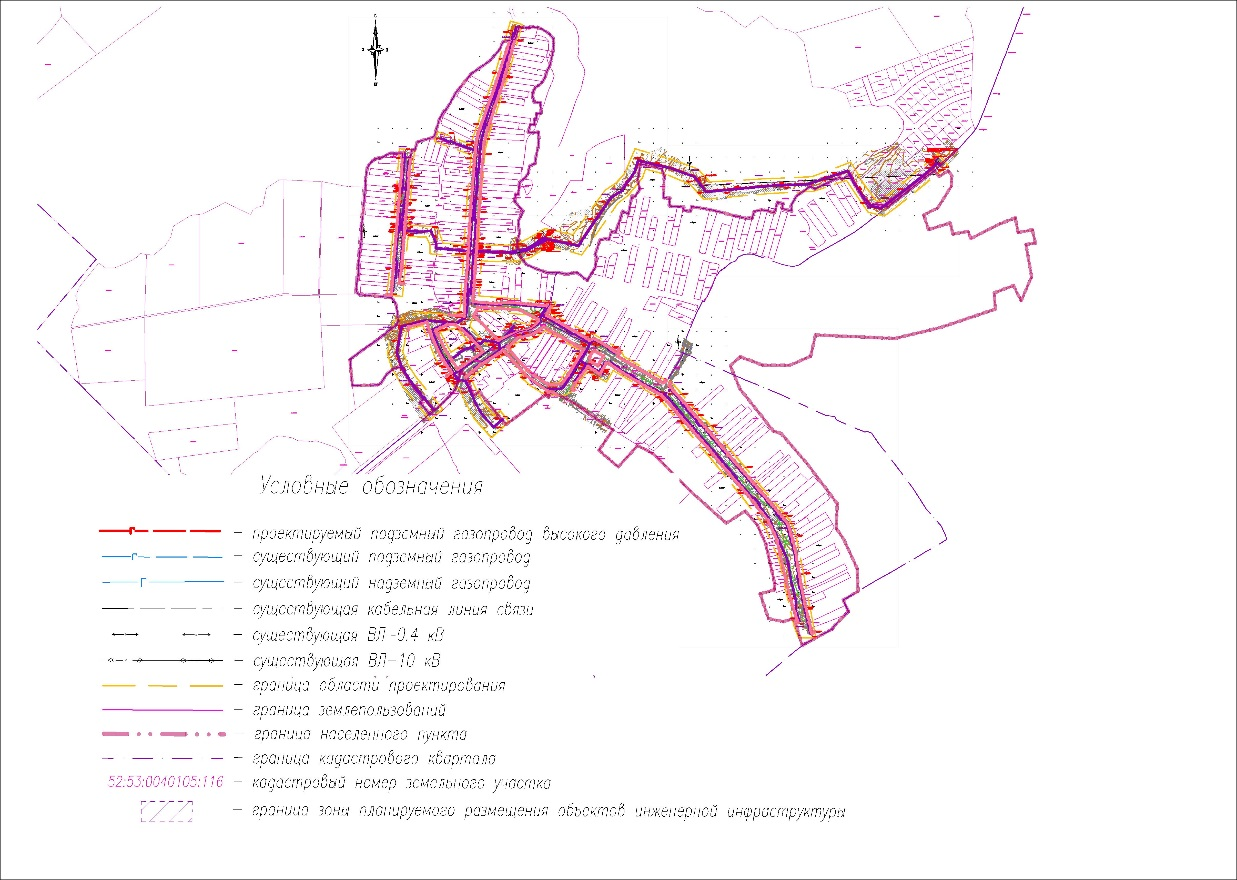 Условные обозначения
– проектируемый подземный газопровод высокого давления
– существующий подземный газопровод
– существующий надземный газопровод
– существующая кабельная линия связи
– существующая ВЛ-0.4 кВ
– существующая ВЛ-10 кВ
– граница области проектирования
– граница землепользований
– граница населенного пункта
– граница кадастрового квартала
52:53:0040105:116 – кадастровый номер земельного участка
– граница зоны планируемого размещения объектов инженерной инфраструктуры